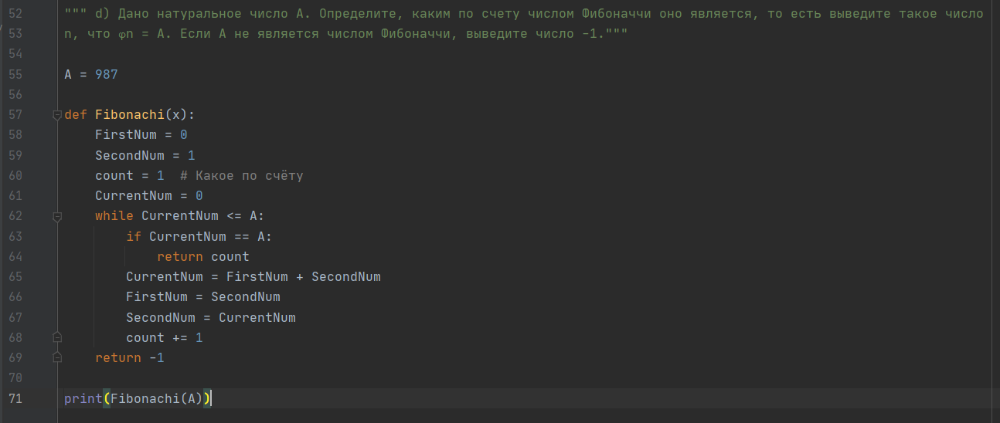 52 """ d) Дано натуральное число A. Определите, каким по счету числом Фибоначчи оно является, то есть выведите такое число
53 n, что φn = A. Если А не является числом Фибоначчи, выведите число -1."""
54
55 A = 987
56
57 def Fibonachi(x):
58     FirstNum = 0
59     SecondNum = 1
60     count = 1  # Какое по счёту
61     CurrentNum = 0
62     while CurrentNum <= A:
63         if CurrentNum == A:
64             return count
65         CurrentNum = FirstNum + SecondNum
66         FirstNum = SecondNum
67         SecondNum = CurrentNum
68         count += 1
69     return -1
70
71 print(Fibonachi(A))